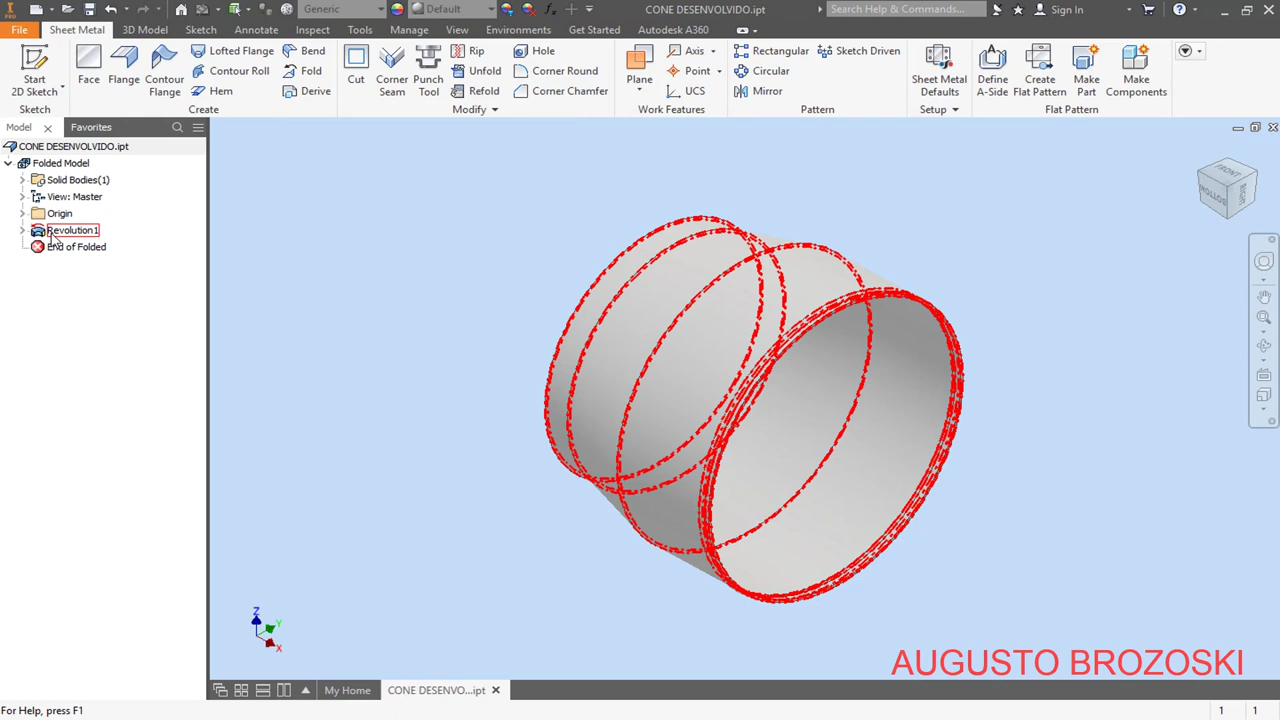 Generic
Default
CONE DESENVOLVIDO.ipt
Search Help & Commands...
Sign In
File
Sheet Metal
3D Model
Sketch
Annotate
Inspect
Tools
Manage
View
Environments
Get Started
Autodesk A360
Start
2D Sketch
Face
Flange
Contour
Flange
Lofted Flange
Contour Roll
Hem
Bend
Fold
Derive
Cut
Corner
Seam
Punch
Tool
Rip
Unfold
Refold
Hole
Corner Round
Corner Chamfer
Plane
Axis
Point
UCS
Rectangular
Circular
Mirror
Sketch Driven
Sheet Metal
Defaults
Define
A-Side
Create
Flat Pattern
Make
Part
Make
Components
Sketch
Create
Modify
Work Features
Pattern
Setup
Flat Pattern
Model
Favorites
CONE DESENVOLVIDO.ipt
Folded Model
Solid Bodies(1)
View: Master
Origin
Revolution1
End of Folded
BOTTOM
RIGHT
Z
Y
X
AUGUSTO BROZOSKI
My Home
CONE DESENVO...ipt
For Help, press F1
1
1